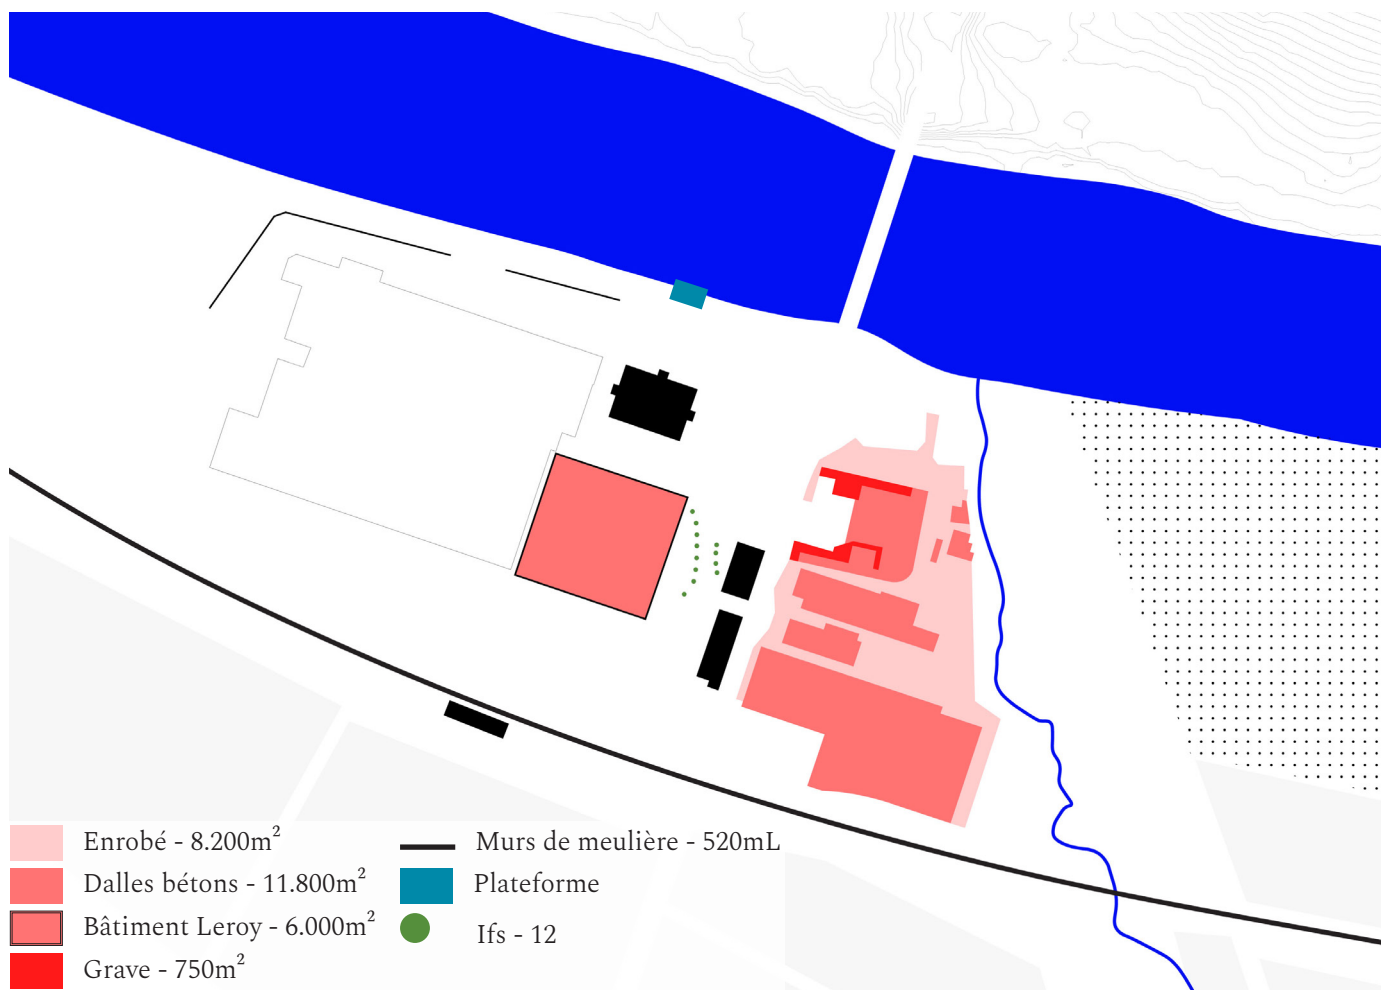 Enrobé - 8.200m²
Dalles bétons - 11.800m²
Bâtiment Leroy - 6.000m²
Grave - 750m²
Murs de meulière - 520mL
Plateforme
Ifs - 12